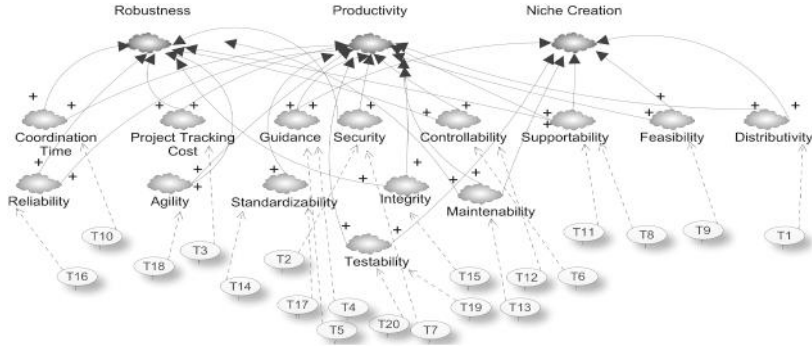 Robustness Productivity Niche Creation
+ + + + + + + + + + + + + +
Coordination Time
Project Tracking Cost
Guidance
Security
Controllability
Supportability
Feasibility
Distributivity
+ + + + + + +
Reliability
Agility
Standardizability
Integrity
Maintenability
+ +
Testability
T10
T16
T18
T3
T14
T2
T17
T4
T5
T20
T7
T15
T19
T12
T13
T6
T11
T8
T9
T1